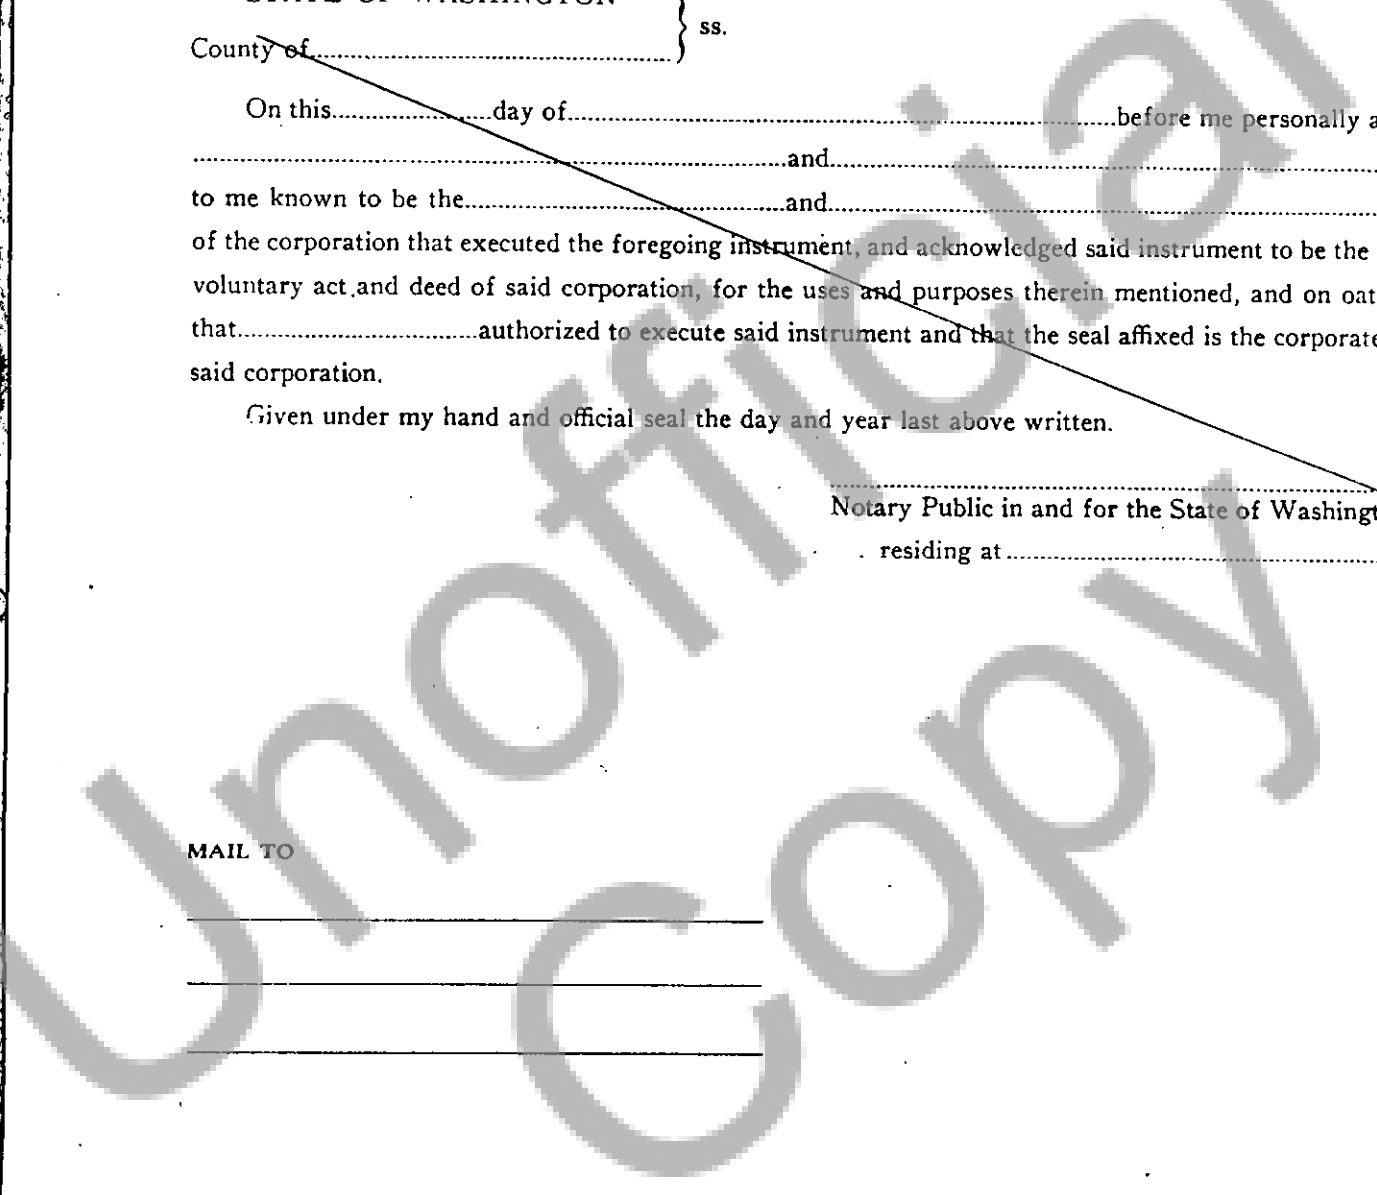 STATE OF WASHINGTON
County of.................... } ss.
On this....................day of....................before me personally a
....................and....................
to me known to be the....................and....................
of the corporation that executed the foregoing instrument, and acknowledged said instrument to be the
voluntary act and deed of said corporation, for the uses and purposes therein mentioned, and on oat
that....................authorized to execute said instrument and that the seal affixed is the corporate
said corporation.
Given under my hand and official seal the day and year last above written.
Notary Public in and for the State of Washingt
residing at....................
MAIL TO
Unofficial
Copy